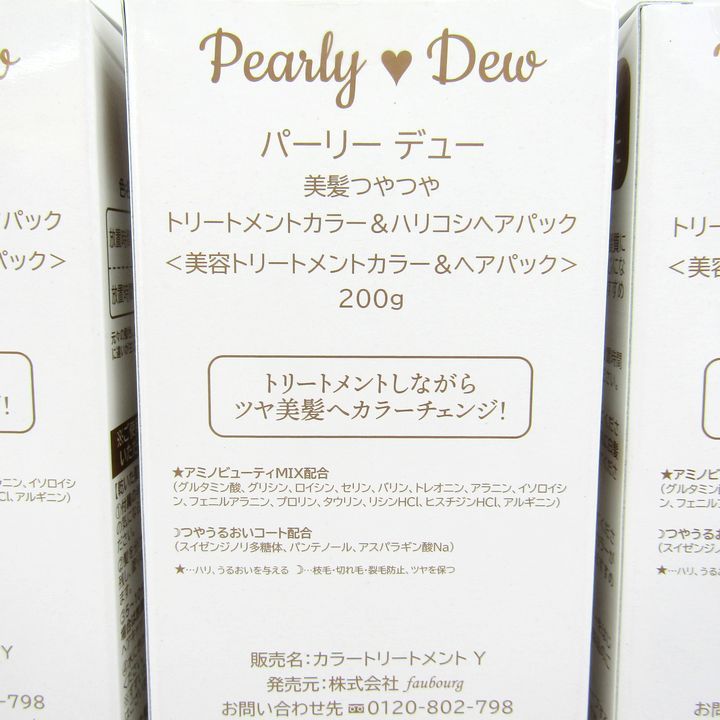 Pearly ♥ Dew
パーリー デュー
美髪つやつや
トリートメントカラー＆ハリコシヘアパック
＜美容トリートメントカラー＆ヘアパック＞
200g
トリートメントしながら
ツヤ美髪へカラーチェンジ!
★アミノビューティMIX配合
(グルタミン酸、グリシン、ロイシン、セリン、バリン、トレオニン、アラニン、イソロイシ
ン、フェニルアラニン、プロリン、タウリン、リシンHCl、ヒスチジンHCl、アルギニン)
☽つやうるおいコート配合
(スイゼンジノリ多糖体、パンテノール、アスパラギン酸Na)
★…ハリ、うるおいを与える ☽…枝毛・切れ毛・裂毛防止、ツヤを保つ
販売名：カラートリートメント Y
発売元：株式会社 faubourg
お問い合わせ先 0120-802-798